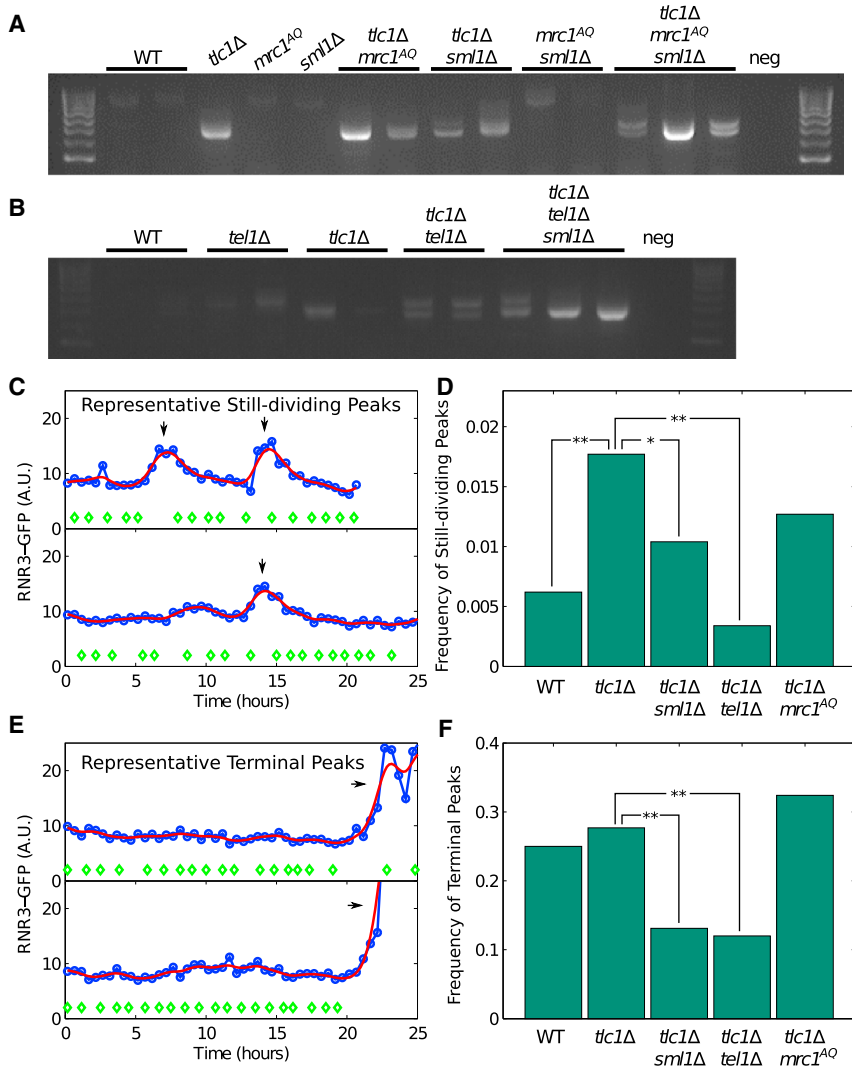 A
WT
tlc1Δ
mrc1^AQ
sml1Δ
tlc1Δ
mrc1^AQ
tlc1Δ
sml1Δ
mrc1^AQ
sml1Δ
tlc1Δ
mrc1^AQ
sml1Δ
neg
B
WT
tel1Δ
tlc1Δ
tlc1Δ
tel1Δ
tlc1Δ
tel1Δ
sml1Δ
neg
C
Representative Still-dividing Peaks
20
10
0
20
10
0
0
5
10
15
20
25
RNR3–GFP (A.U.)
Time (hours)
D
Frequency of Still-dividing Peaks
0.02
0.015
0.01
0.005
0
**
*
**
WT
tlc1Δ
tlc1Δ
sml1Δ
tlc1Δ
tel1Δ
tlc1Δ
mrc1^AQ
E
Representative Terminal Peaks
20
10
0
20
10
0
0
5
10
15
20
25
RNR3–GFP (A.U.)
Time (hours)
F
Frequency of Terminal Peaks
0.4
0.3
0.2
0.1
0
**
**
WT
tlc1Δ
tlc1Δ
sml1Δ
tlc1Δ
tel1Δ
tlc1Δ
mrc1^AQ